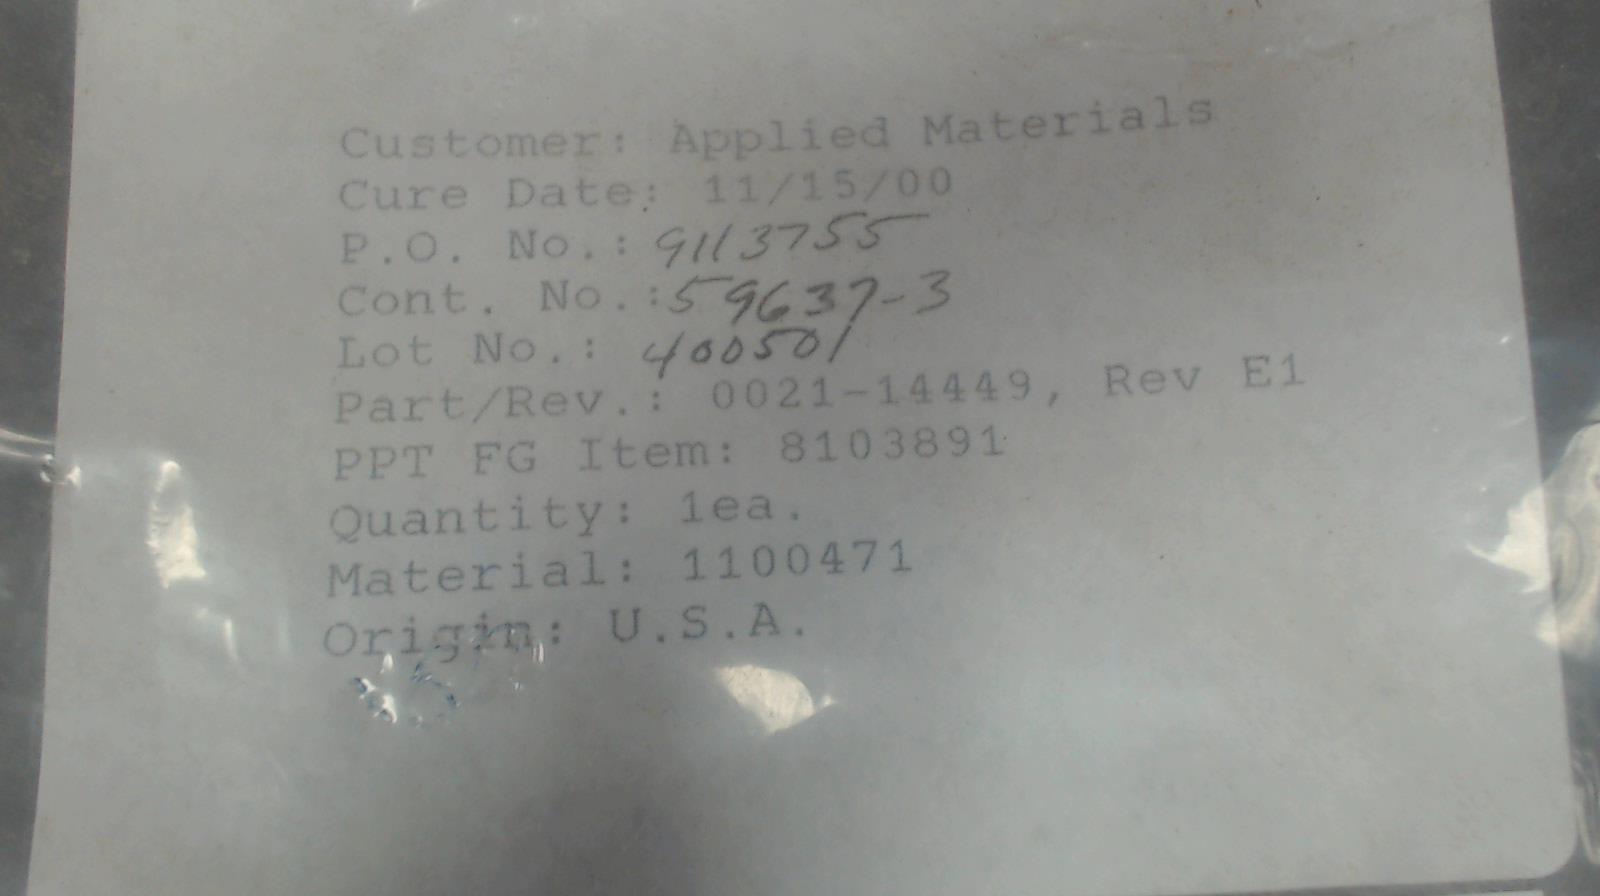 Customer: Applied Materials
Cure Date: 11/15/00
P.O. No.: 9113755
Cont. No.: 59637-3
Lot No.: 400501
Part/Rev.: 0021-14449, Rev E1
PPT FG Item: 8103891
Quantity: 1ea.
Material: 1100471
Origin: U.S.A.